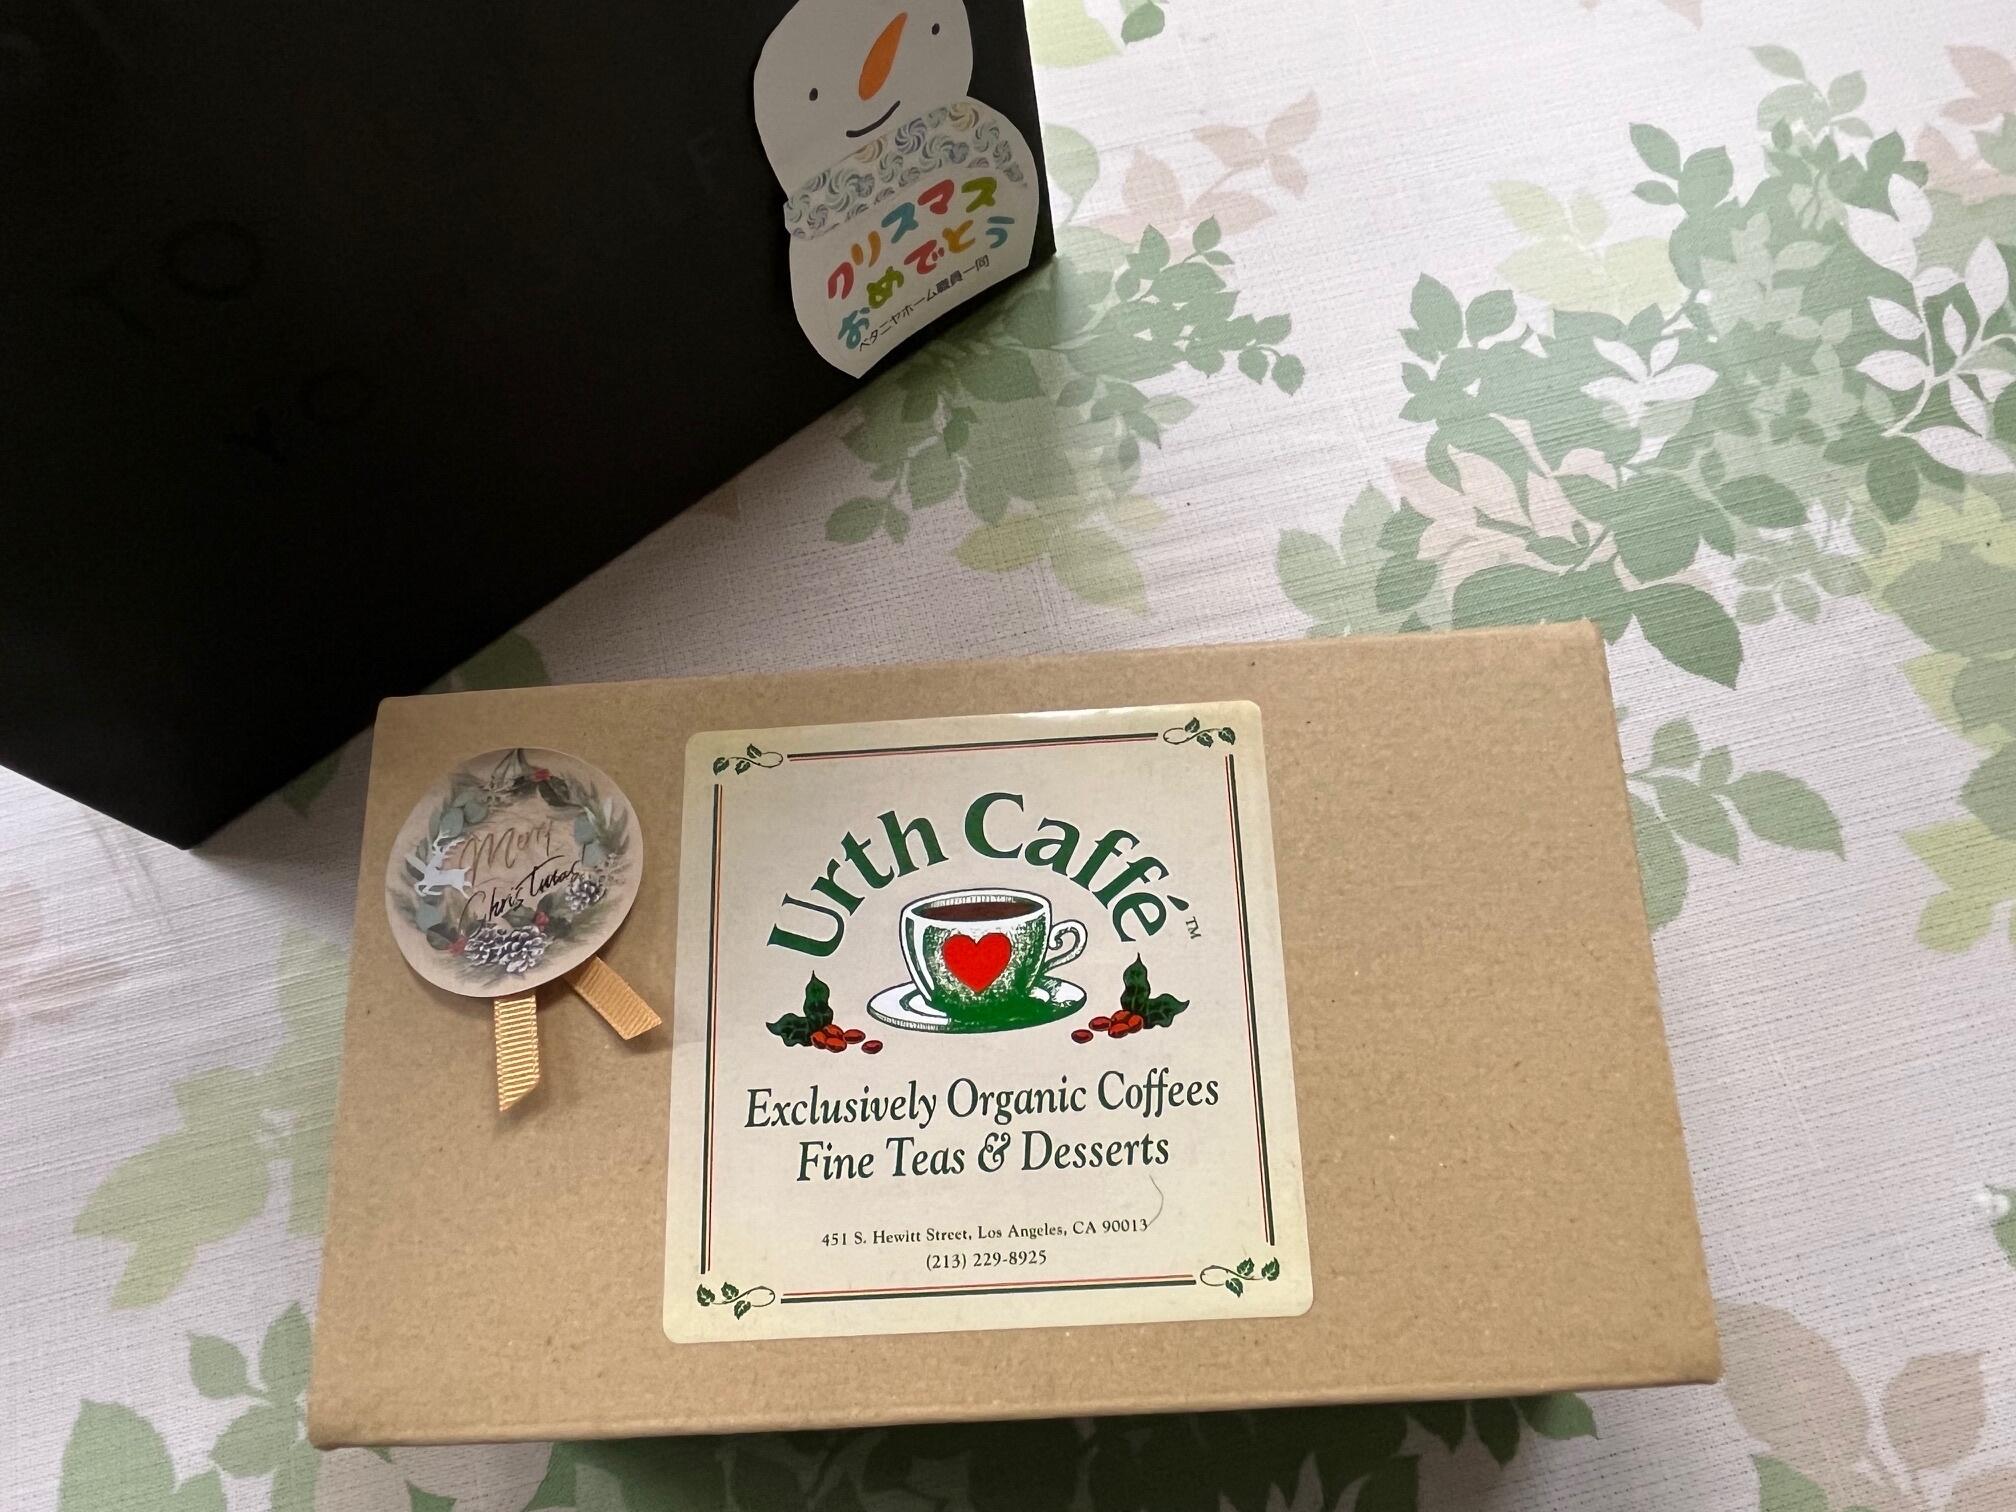 クリスマス
おめでとう
ベタニヤホーム職員一同
Merry
Christmas
Urth Caffé™
Exclusively Organic Coffees
Fine Teas & Desserts
451 S. Hewitt Street, Los Angeles, CA 90013
(213) 229-8925